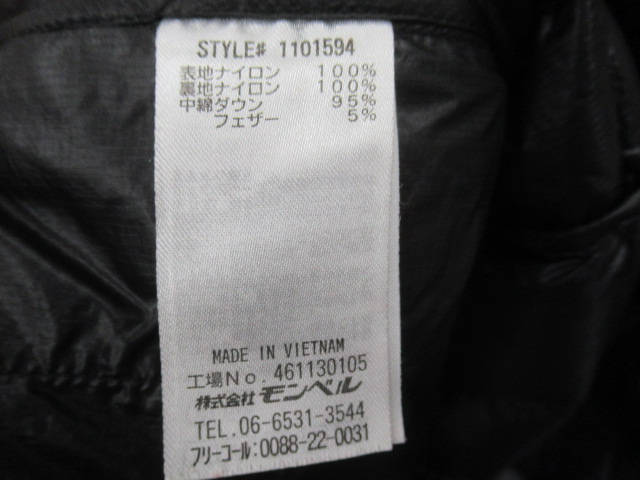 STYLE# 1101594
表地ナイロン 100%
裏地ナイロン 100%
中綿ダウン 95%
フェザー 5%
MADE IN VIETNAM
工場No. 461130105
株式会社モンベル
TEL.06-6531-3544
フリーコール:0088-22-0031